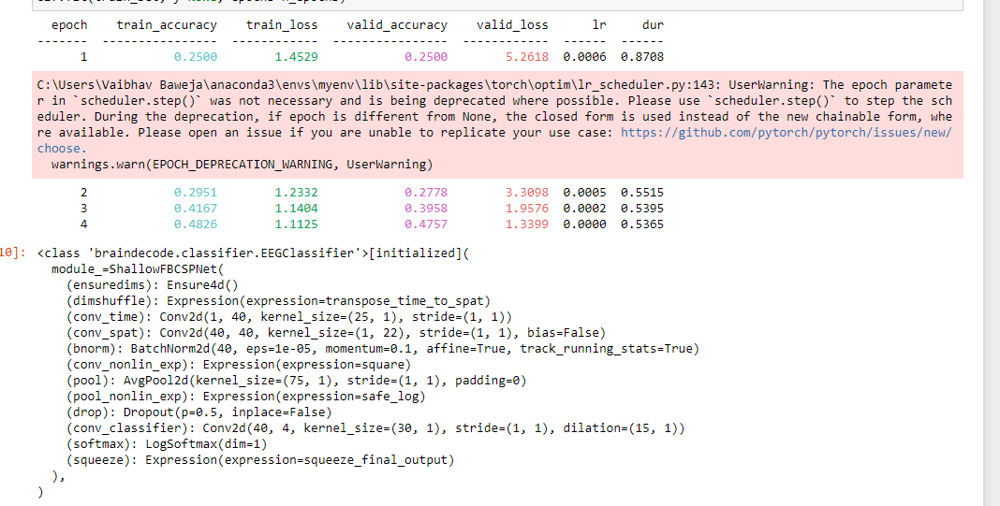 epoch train_accuracy train_loss valid_accuracy valid_loss lr dur
------- ---------------- ------------ ---------------- ------------ ------ ------
1 0.2500 1.4529 0.2500 5.2618 0.0006 0.8708
C:\Users\Vaibhav Baweja\anaconda3\envs\myenv\lib\site-packages\torch\optim\lr_scheduler.py:143: UserWarning: The epoch paramete
r in `scheduler.step()` was not necessary and is being deprecated where possible. Please use `scheduler.step()` to step the sch
eduler. During the deprecation, if epoch is different from None, the closed form is used instead of the new chainable form, whe
re available. Please open an issue if you are unable to replicate your use case: https://github.com/pytorch/pytorch/issues/new/
choose.
warnings.warn(EPOCH_DEPRECATION_WARNING, UserWarning)
2 0.2951 1.2332 0.2778 3.3098 0.0005 0.5515
3 0.4167 1.1404 0.3958 1.9576 0.0002 0.5395
4 0.4826 1.1125 0.4757 1.3399 0.0000 0.5365
10]: <class 'braindecode.classifier.EEGClassifier'>[initialized](
module_=ShallowFBCSPNet(
(ensuredims): Ensure4d()
(dimshuffle): Expression(expression=transpose_time_to_spat)
(conv_time): Conv2d(1, 40, kernel_size=(25, 1), stride=(1, 1))
(conv_spat): Conv2d(40, 40, kernel_size=(1, 22), stride=(1, 1), bias=False)
(bnorm): BatchNorm2d(40, eps=1e-05, momentum=0.1, affine=True, track_running_stats=True)
(conv_nonlin_exp): Expression(expression=square)
(pool): AvgPool2d(kernel_size=(75, 1), stride=(1, 1), padding=0)
(pool_nonlin_exp): Expression(expression=safe_log)
(drop): Dropout(p=0.5, inplace=False)
(conv_classifier): Conv2d(40, 4, kernel_size=(30, 1), stride=(1, 1), dilation=(15, 1))
(softmax): LogSoftmax(dim=1)
(squeeze): Expression(expression=squeeze_final_output)
),
)